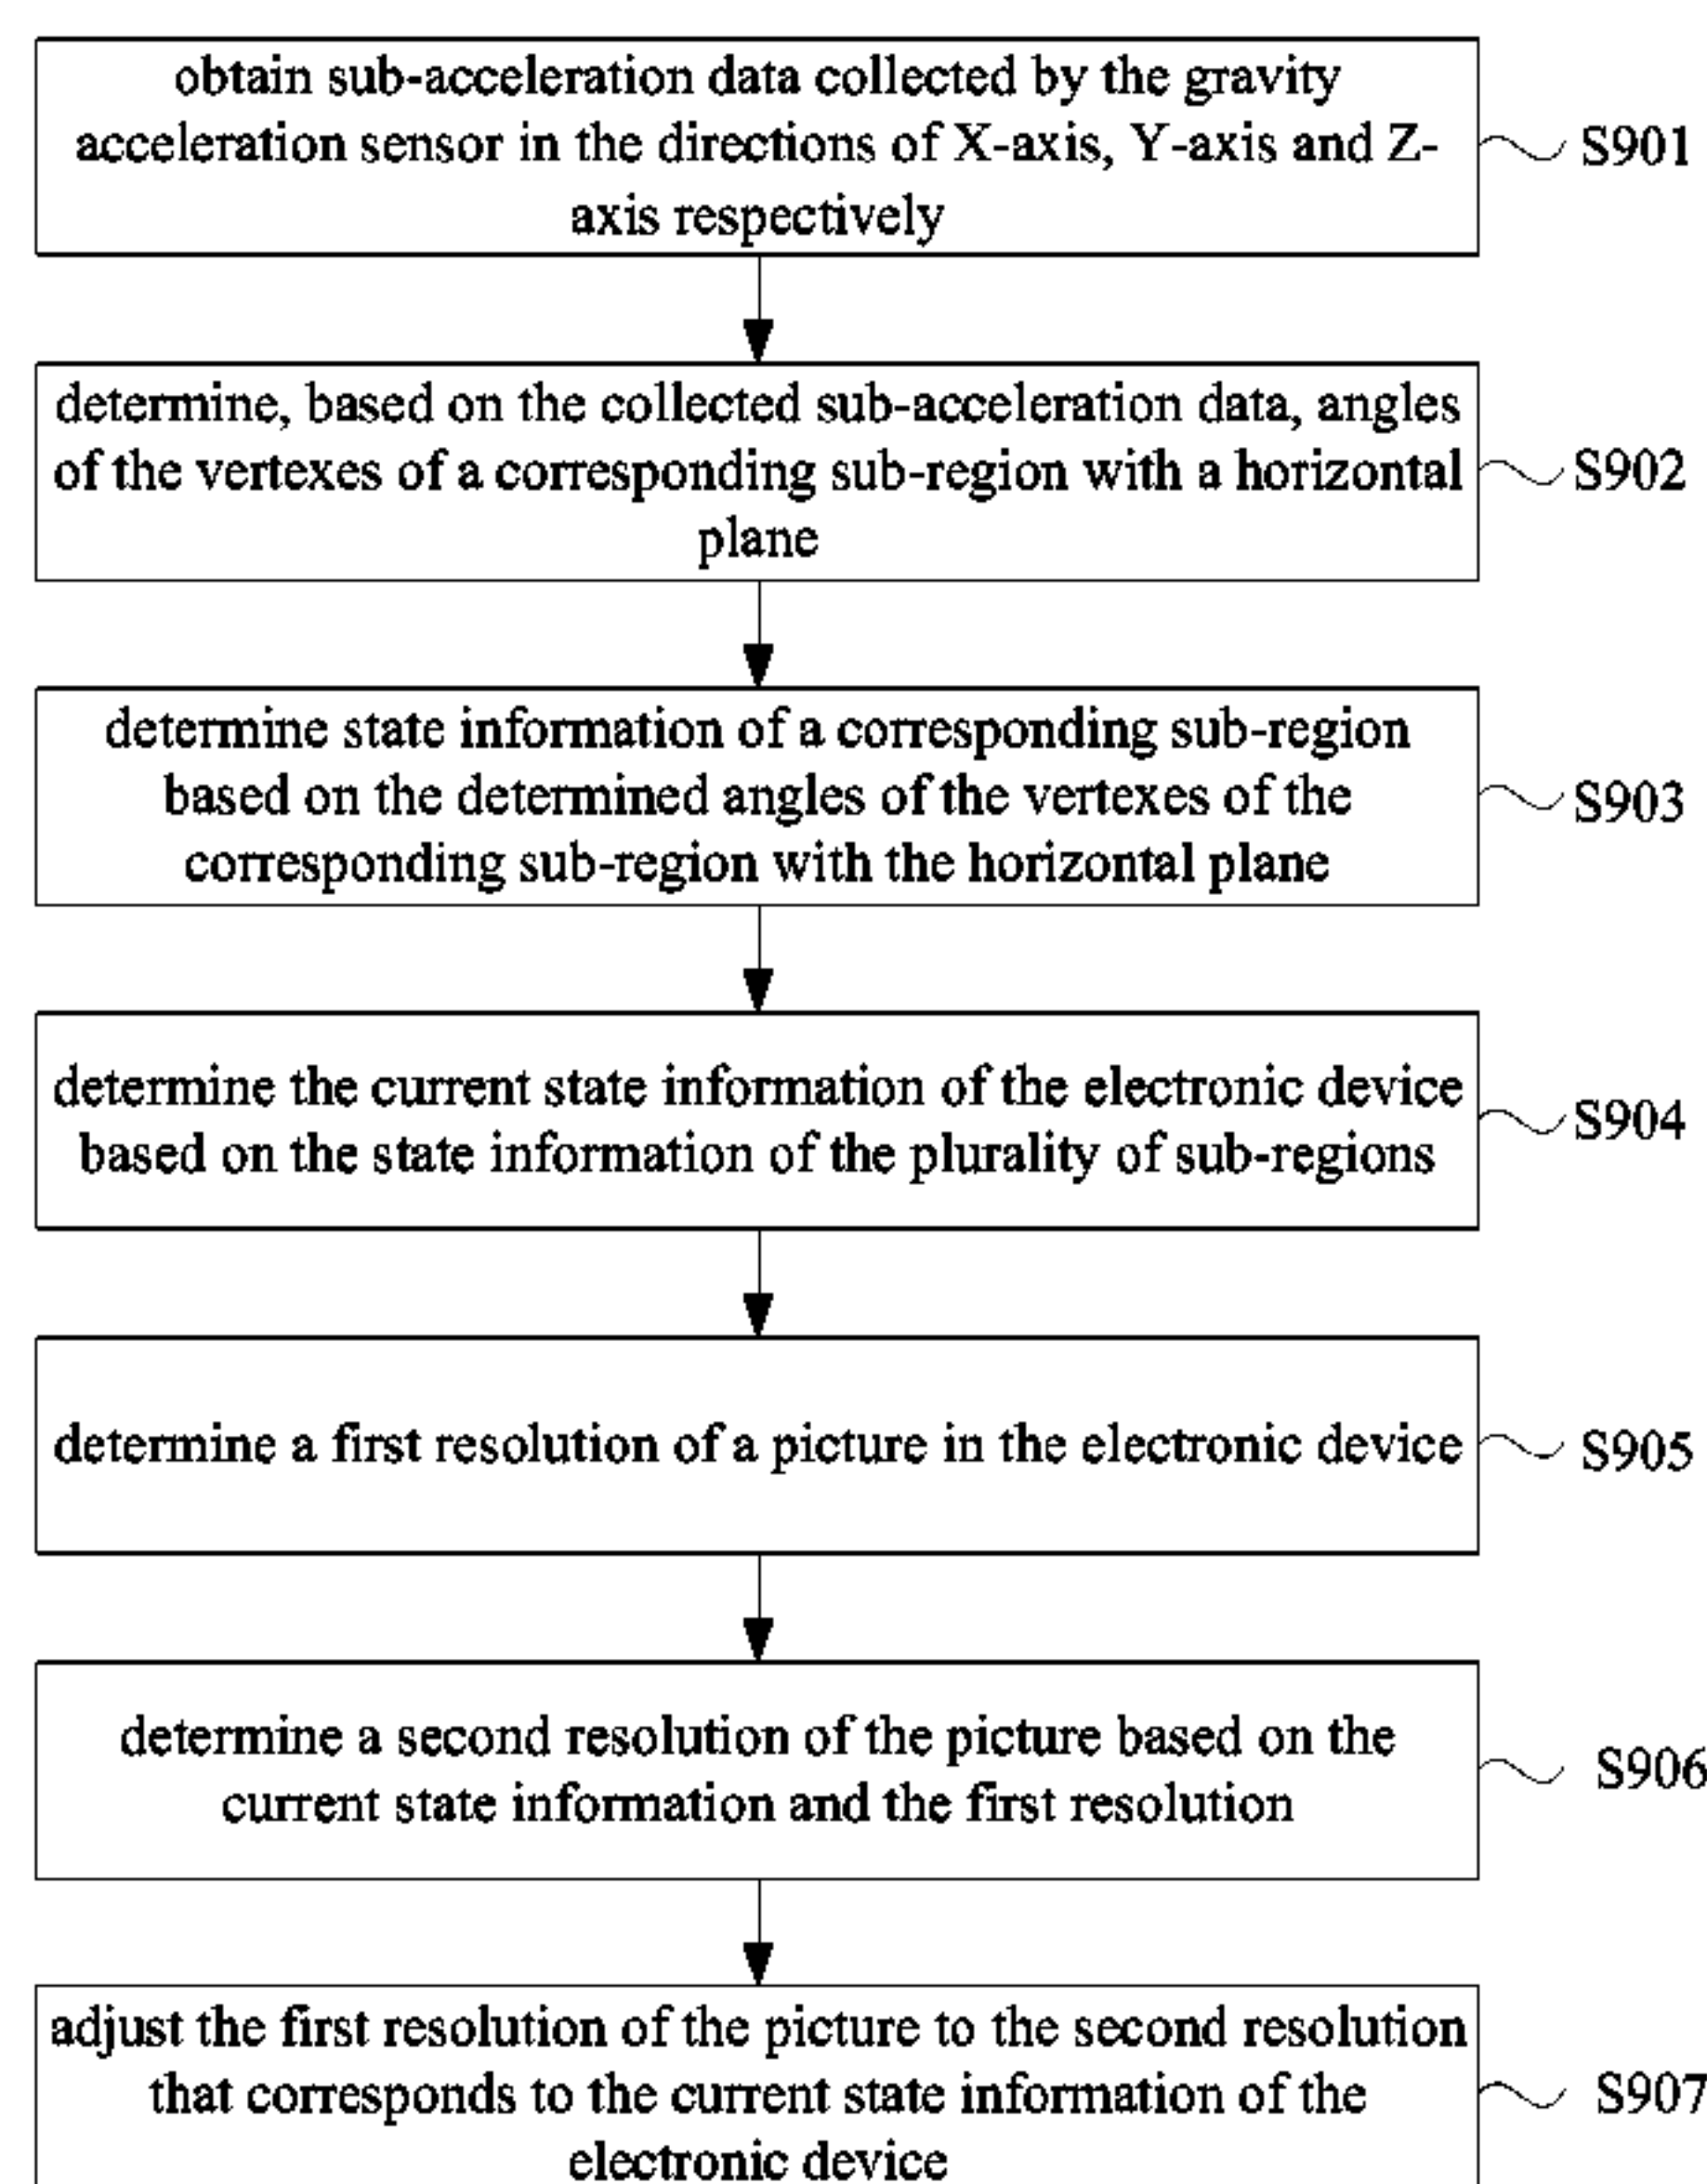 obtain sub-acceleration data collected by the gravity
acceleration sensor in the directions of X-axis, Y-axis and Z-
axis respectively
S901
determine, based on the collected sub-acceleration data, angles
of the vertexes of a corresponding sub-region with a horizontal
plane
S902
determine state information of a corresponding sub-region
based on the determined angles of the vertexes of the
corresponding sub-region with the horizontal plane
S903
determine the current state information of the electronic device
based on the state information of the plurality of sub-regions
S904
determine a first resolution of a picture in the electronic device
S905
determine a second resolution of the picture based on the
current state information and the first resolution
S906
adjust the first resolution of the picture to the second resolution
that corresponds to the current state information of the
electronic device
S907